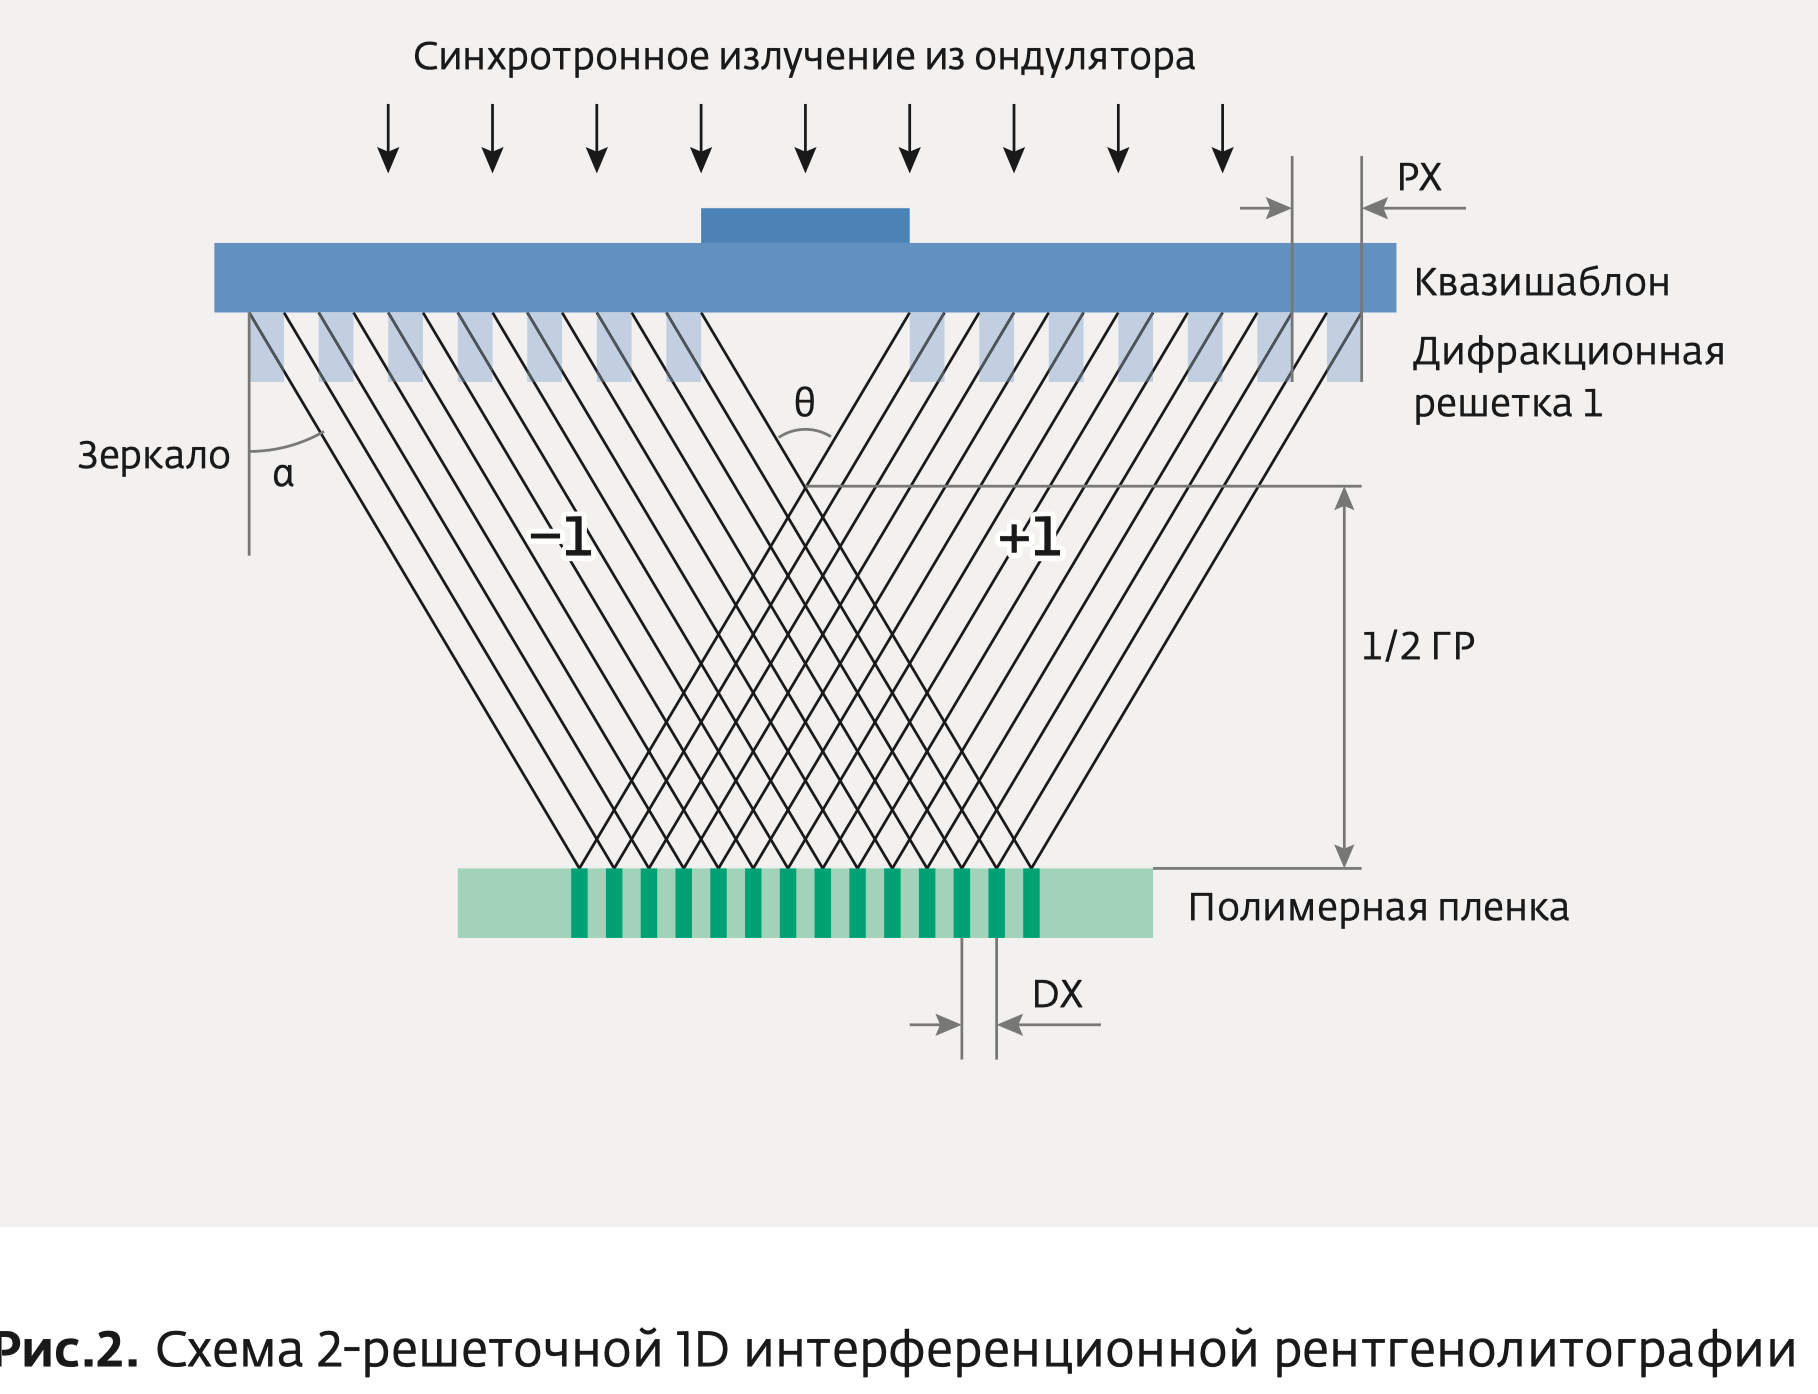 Синхротронное излучение из ондулятора
PX
Квазишаблон
Дифракционная
решетка 1
θ
Зеркало
α
–1
+1
1/2 ГР
Полимерная пленка
DX
Рис.2. Схема 2-решеточной 1D интерференционной рентгенолитографии